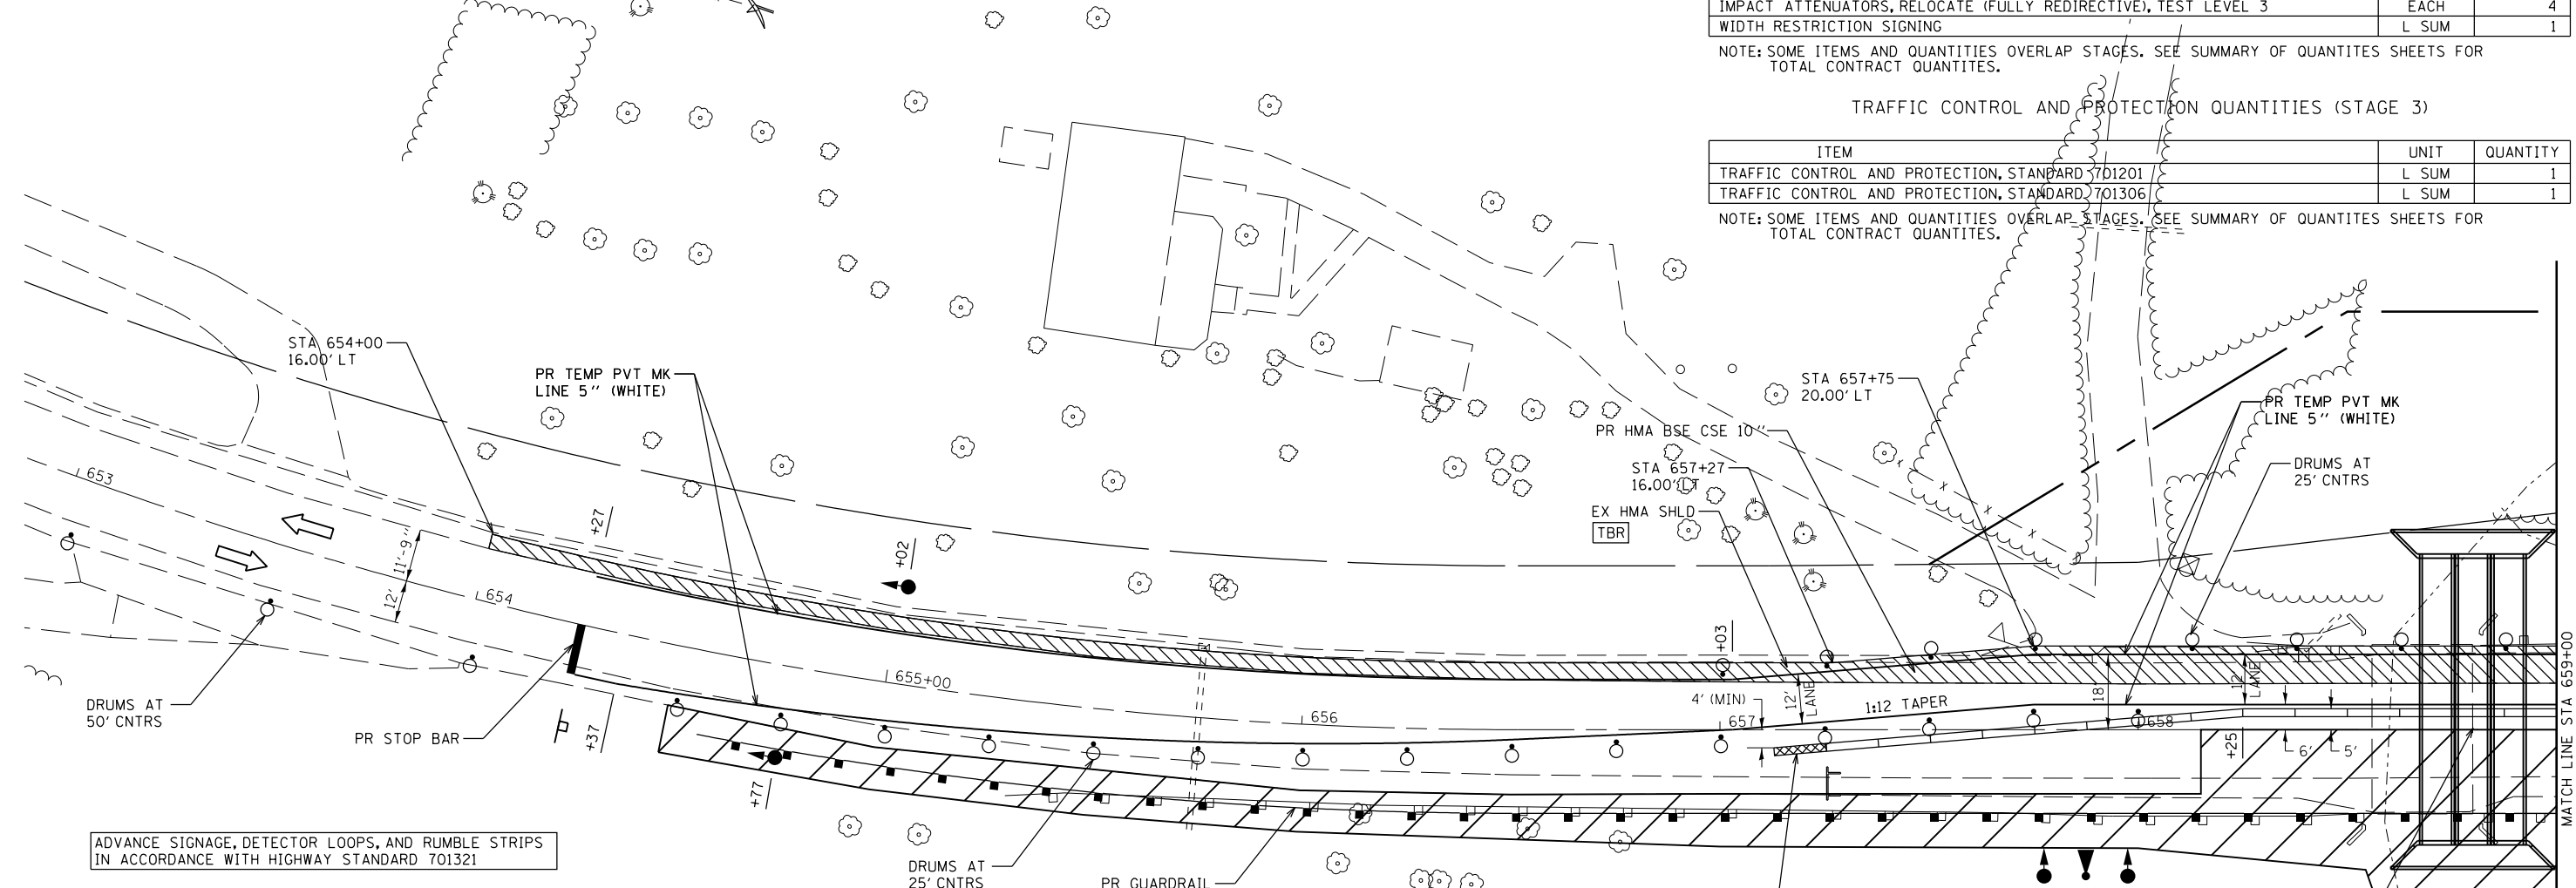 IMPACT ATTENUATORS, RELOCATE (FULLY REDIRECTIVE), TEST LEVEL 3 EACH 4
WIDTH RESTRICTION SIGNING L SUM 1
NOTE: SOME ITEMS AND QUANTITIES OVERLAP STAGES. SEE SUMMARY OF QUANTITES SHEETS FOR
TOTAL CONTRACT QUANTITES.
TRAFFIC CONTROL AND PROTECTION QUANTITIES (STAGE 3)
ITEM UNIT QUANTITY
TRAFFIC CONTROL AND PROTECTION, STANDARD 701201 L SUM 1
TRAFFIC CONTROL AND PROTECTION, STANDARD 701306 L SUM 1
NOTE: SOME ITEMS AND QUANTITIES OVERLAP STAGES. SEE SUMMARY OF QUANTITES SHEETS FOR
TOTAL CONTRACT QUANTITES.
STA 654+00
16.00' LT
PR TEMP PVT MK
LINE 5" (WHITE)
STA 657+75
20.00' LT
PR TEMP PVT MK
LINE 5" (WHITE)
PR HMA BSE CSE 10"
STA 657+27
16.00' LT
EX HMA SHLD
TBR
DRUMS AT
25' CNTRS
653
+27
+02
11'-9"
12'
654
655+00
656
+03
4' (MIN)
12'
LANE
657
1:12 TAPER
18'
658
12'
LANE
+25
6'
5'
MATCH LINE STA 659+00
DRUMS AT
50' CNTRS
PR STOP BAR
+37
+77
ADVANCE SIGNAGE, DETECTOR LOOPS, AND RUMBLE STRIPS
IN ACCORDANCE WITH HIGHWAY STANDARD 701321
DRUMS AT
25' CNTRS
PR GUARDRAIL